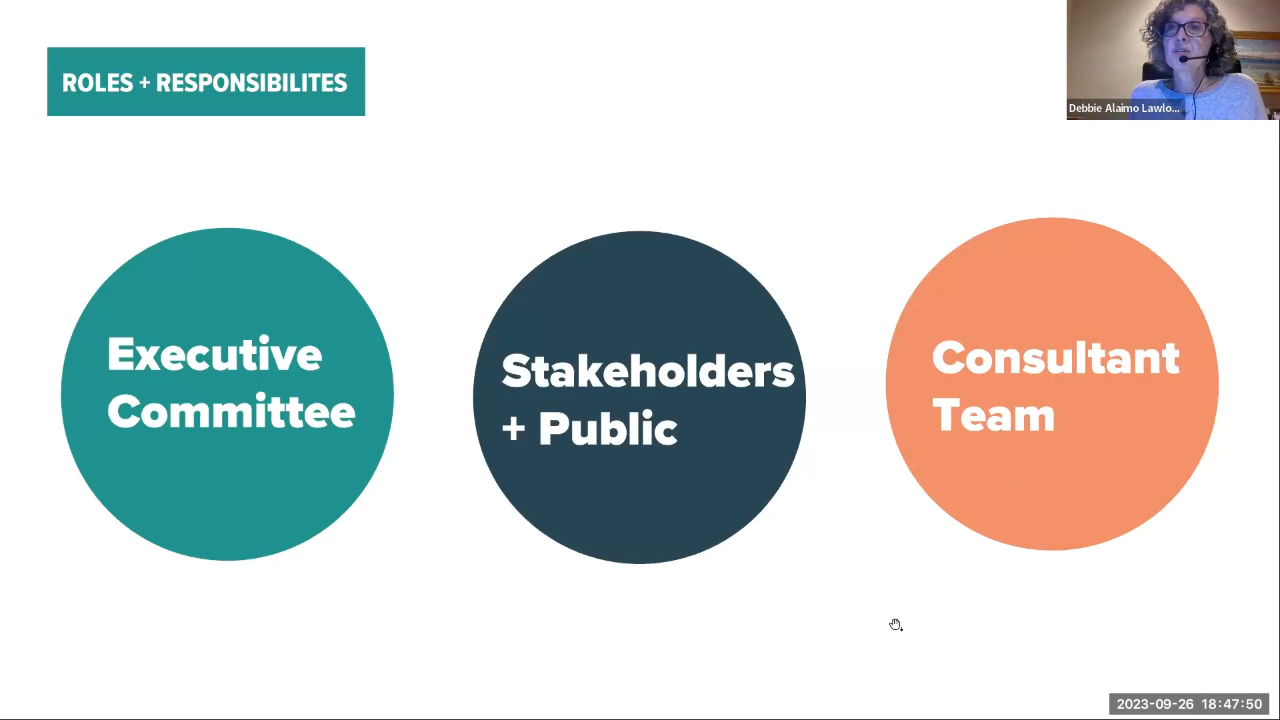 ROLES + RESPONSIBILITES
Debbie Alaimo Lawlo...
Executive
Committee
Stakeholders
+ Public
Consultant
Team
2023-09-26 18:47:50